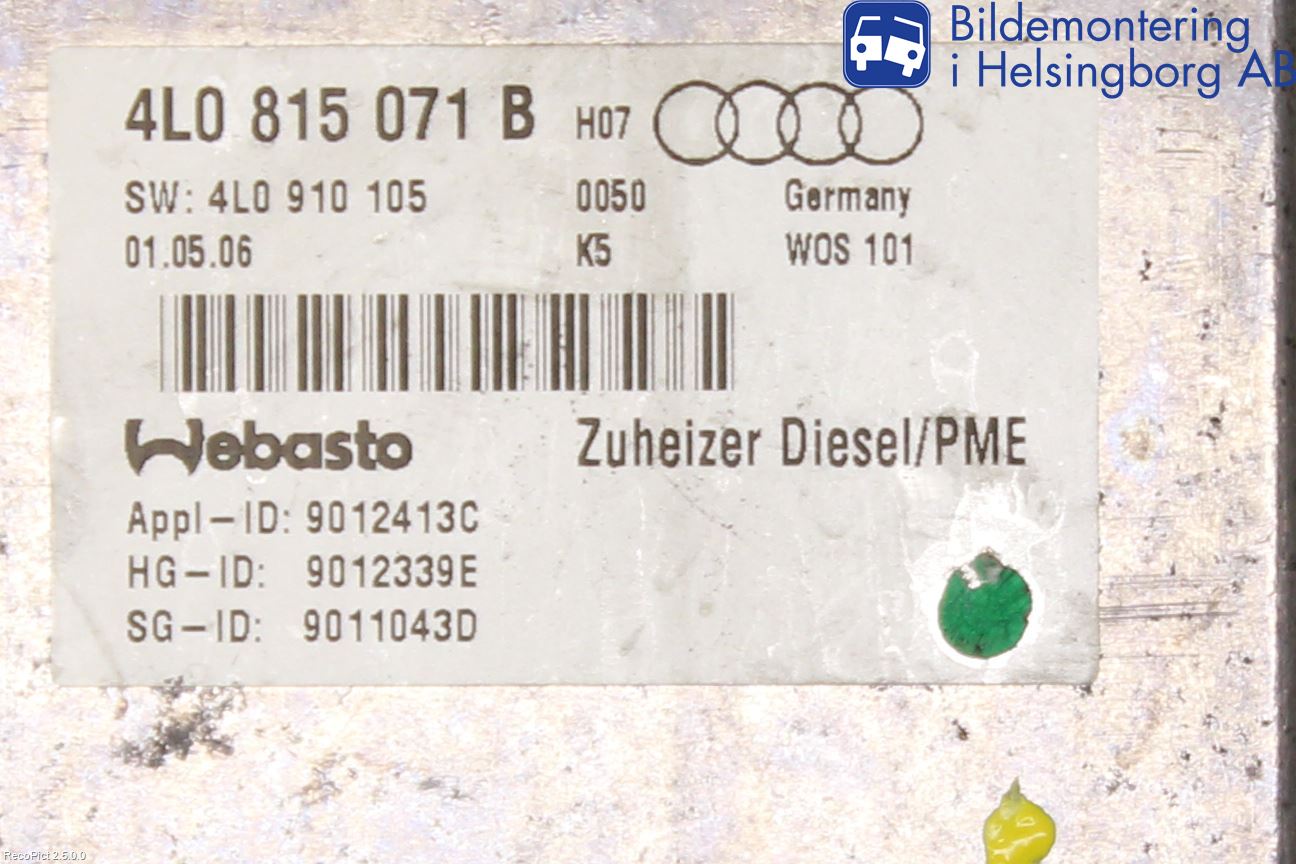 Bildemontering
i Helsingborg AB
4L0 815 071 B H07
SW: 4L0 910 105 0050 Germany
01.05.06 K5 WOS 101
Webasto Zuheizer Diesel/PME
Appl-ID: 9012413C
HG-ID: 9012339E
SG-ID: 9011043D
RecoPict 2.5.0.0